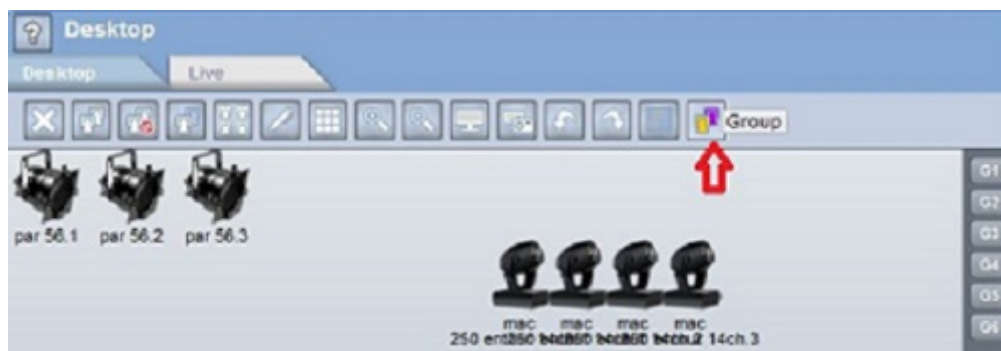 Desktop
Desktop Live
Group
G1
G2
G3
G4
G5
G6
par 56.1 par 56.2 par 56.3
mac mac mac mac
250 14ch.3